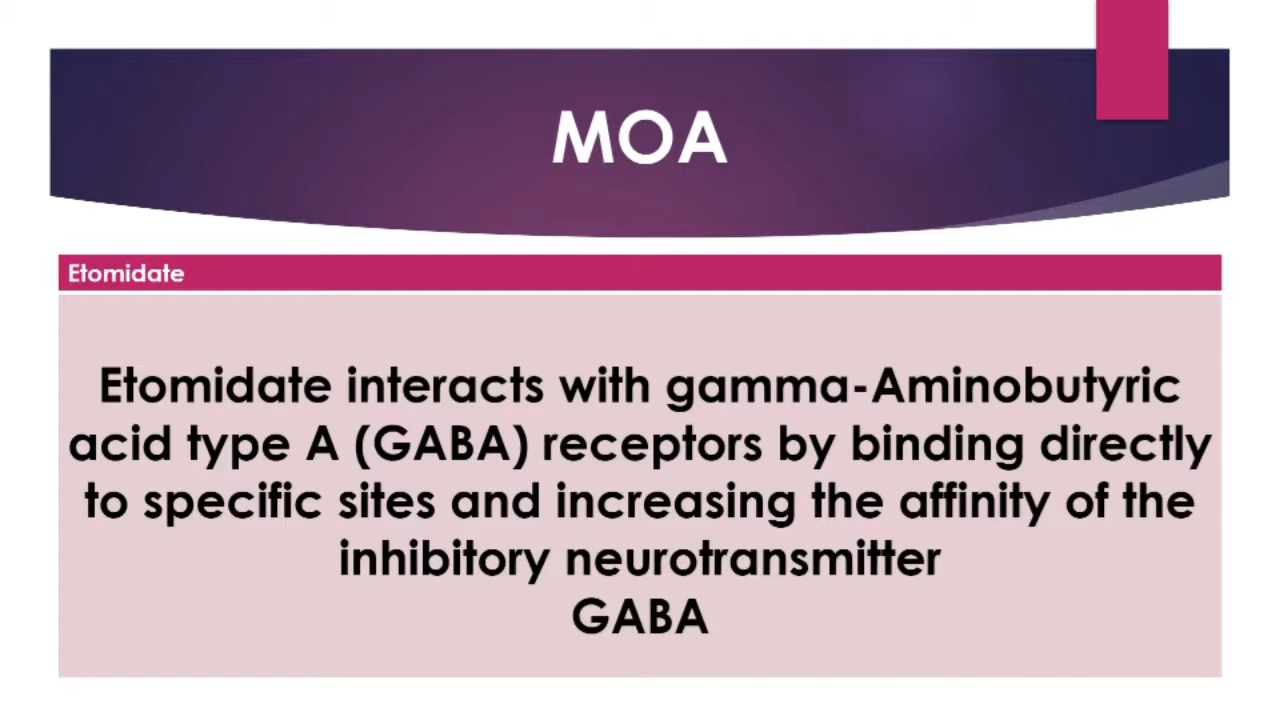 MOA
Etomidate
Etomidate interacts with gamma-Aminobutyric
acid type A (GABA) receptors by binding directly
to specific sites and increasing the affinity of the
inhibitory neurotransmitter
GABA